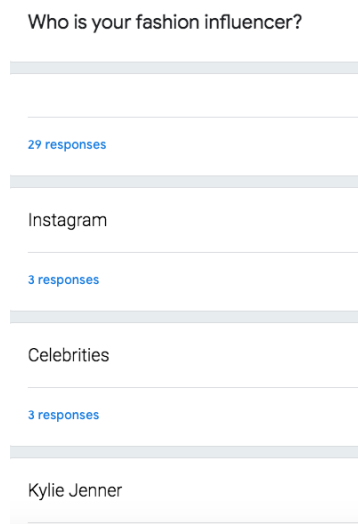 Who is your fashion influencer?
29 responses
Instagram
3 responses
Celebrities
3 responses
Kylie Jenner